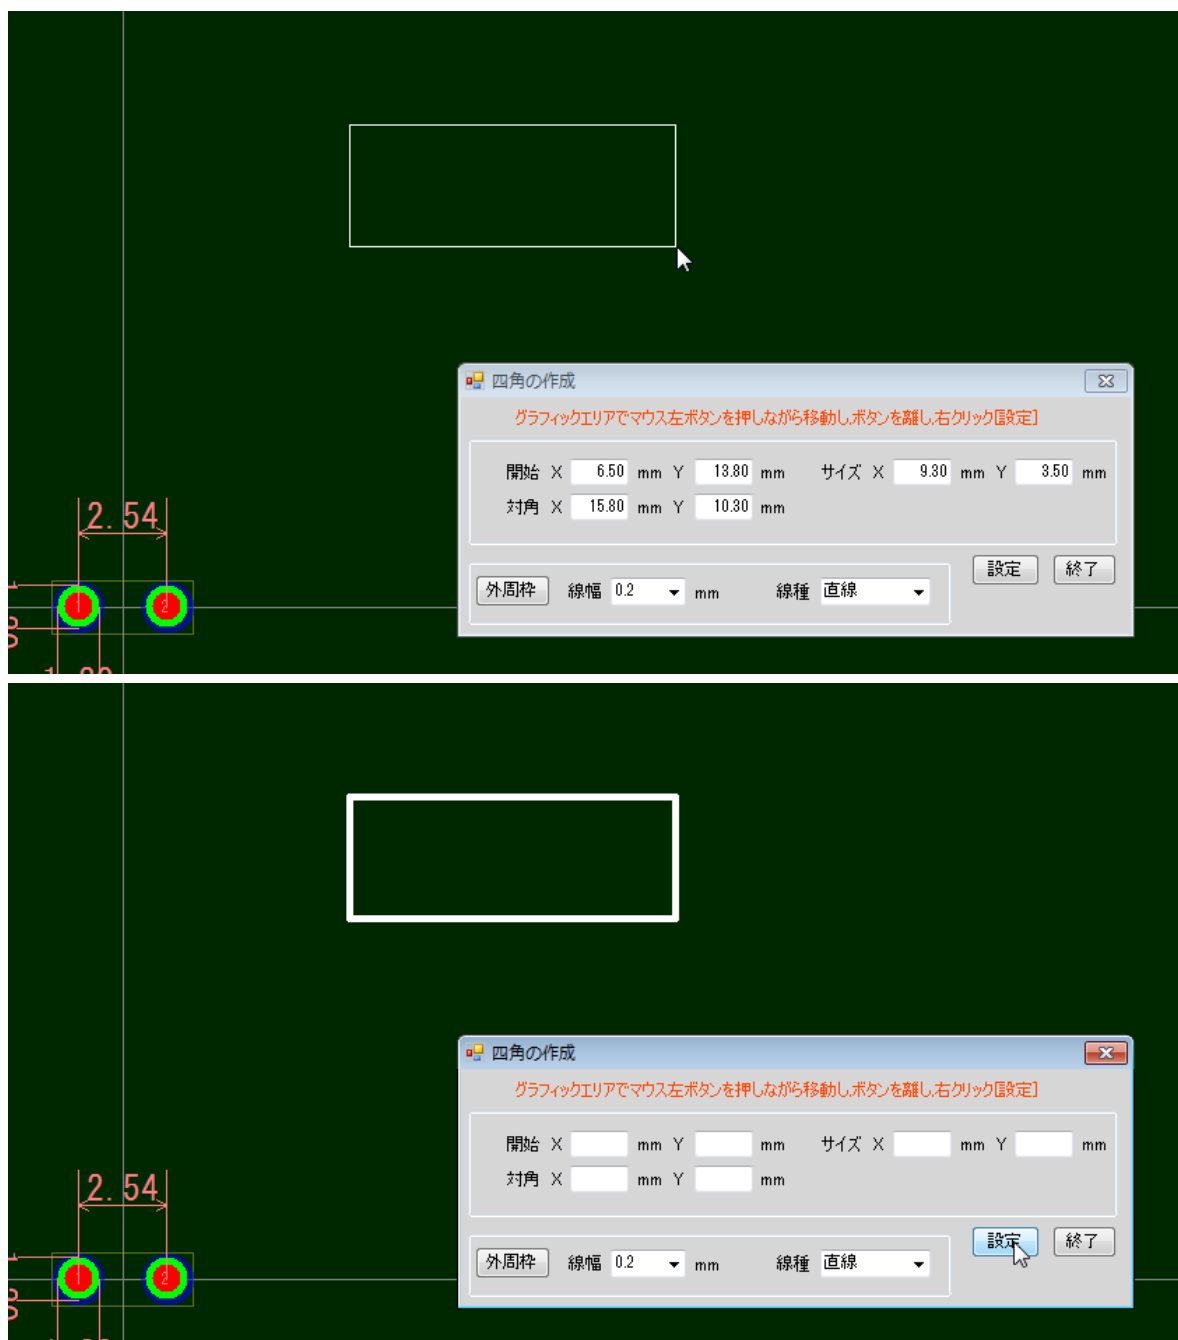 四角の作成
グラフィックエリアでマウス左ボタンを押しながら移動し,ボタンを離し,右クリック[設定]
開始 X 6.50 mm Y 13.80 mm サイズ X 9.30 mm Y 3.50 mm
対角 X 15.80 mm Y 10.30 mm
2.54
設定 終了
外周枠 線幅 0.2 mm 線種 直線
1 2
四角の作成
グラフィックエリアでマウス左ボタンを押しながら移動し,ボタンを離し,右クリック[設定]
開始 X mm Y mm サイズ X mm Y mm
対角 X mm Y mm
2.54
設定 終了
外周枠 線幅 0.2 mm 線種 直線
1 2